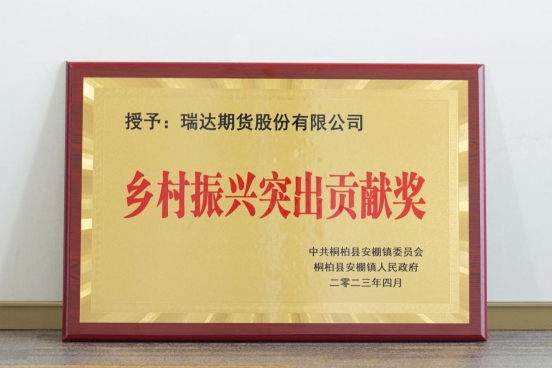 授予：瑞达期货股份有限公司
乡村振兴突出贡献奖
中共桐柏县安棚镇委员会
桐柏县安棚镇人民政府
二零二三年四月